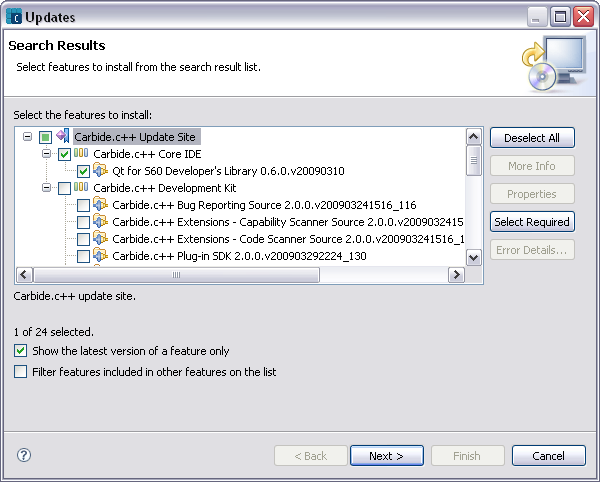 Updates
Search Results
Select features to install from the search result list.
Select the features to install:
Carbide.c++ Update Site
Carbide.c++ Core IDE
Qt for S60 Developer's Library 0.6.0.v20090310
Carbide.c++ Development Kit
Carbide.c++ Bug Reporting Source 2.0.0.v200903241516_116
Carbide.c++ Extensions - Capability Scanner Source 2.0.0.v2009032415
Carbide.c++ Extensions - Code Scanner Source 2.0.0.v200903241516_1
Carbide.c++ Plug-in SDK 2.0.0.v200903292224_130
Deselect All
More Info
Properties
Select Required
Error Details...
Carbide.c++ update site.
1 of 24 selected.
Show the latest version of a feature only
Filter features included in other features on the list
? < Back Next > Finish Cancel